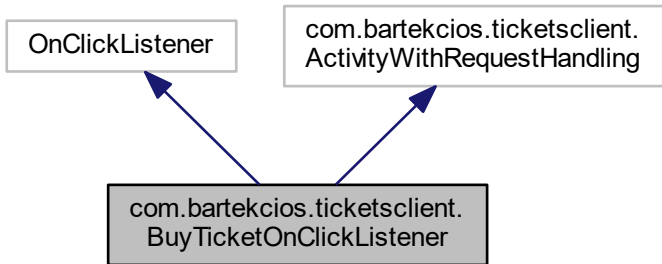 OnClickListener
com.bartekcios.ticketsclient.
ActivityWithRequestHandling
com.bartekcios.ticketsclient.
BuyTicketOnClickListener